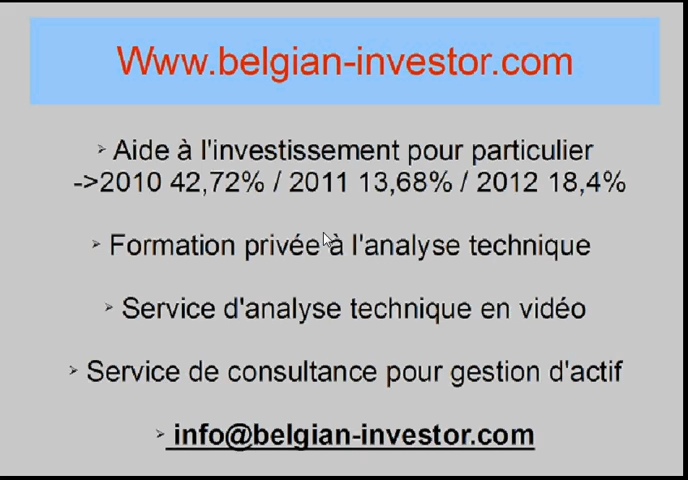 Www.belgian-investor.com
➢ Aide à l'investissement pour particulier
->2010 42,72% / 2011 13,68% / 2012 18,4%
➢ Formation privée à l'analyse technique
➢ Service d'analyse technique en vidéo
➢ Service de consultance pour gestion d'actif
➢ info@belgian-investor.com